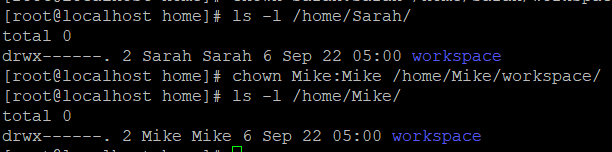 [root@localhost home]# ls -l /home/Sarah/
total 0
drwx------. 2 Sarah Sarah 6 Sep 22 05:00 workspace
[root@localhost home]# chown Mike:Mike /home/Mike/workspace/
[root@localhost home]# ls -l /home/Mike/
total 0
drwx------. 2 Mike Mike 6 Sep 22 05:00 workspace